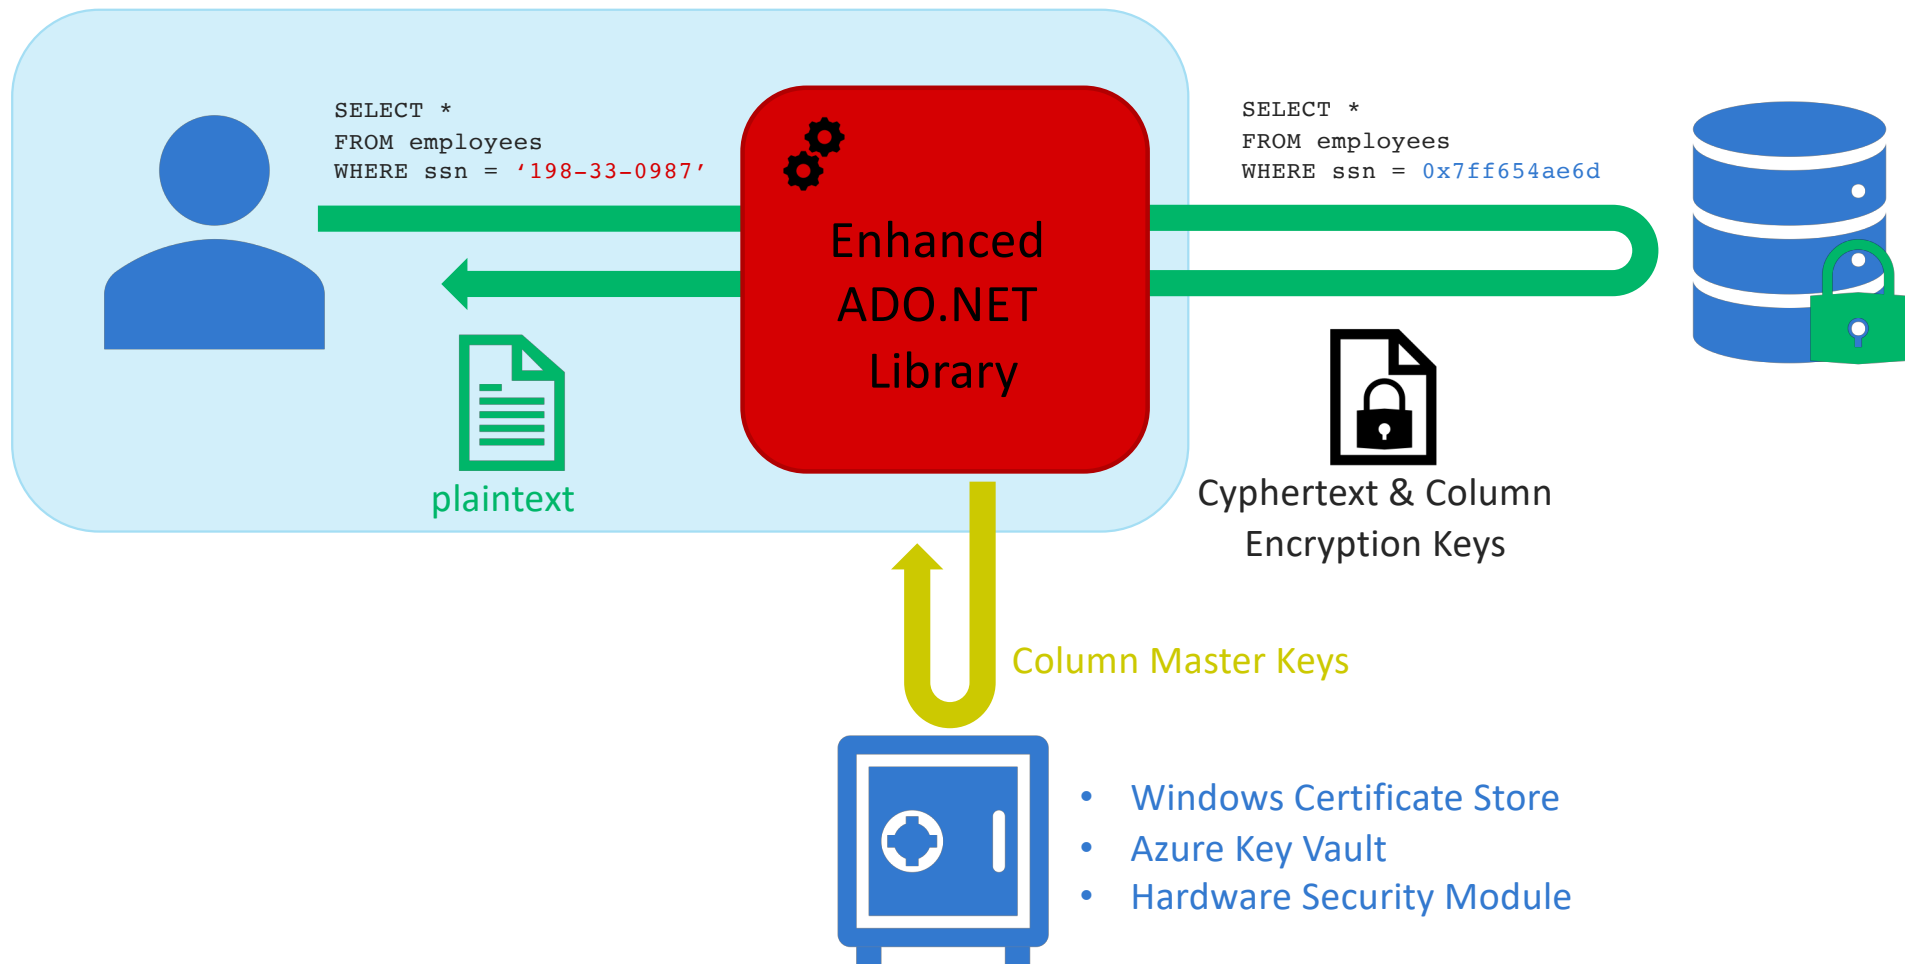 SELECT *
FROM employees
WHERE ssn = ‘198-33-0987’
SELECT *
FROM employees
WHERE ssn = 0x7ff654ae6d
Enhanced
ADO.NET
Library
plaintext
Cyphertext & Column
Encryption Keys
Column Master Keys
• Windows Certificate Store
• Azure Key Vault
• Hardware Security Module